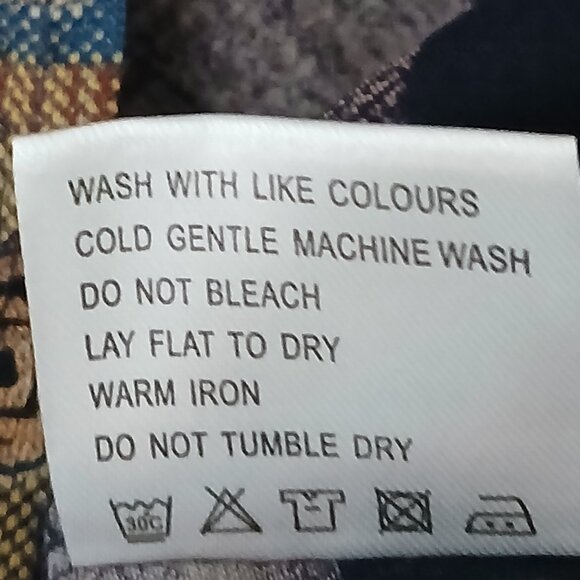 WASH WITH LIKE COLOURS
COLD GENTLE MACHINE WASH
DO NOT BLEACH
LAY FLAT TO DRY
WARM IRON
DO NOT TUMBLE DRY
30C